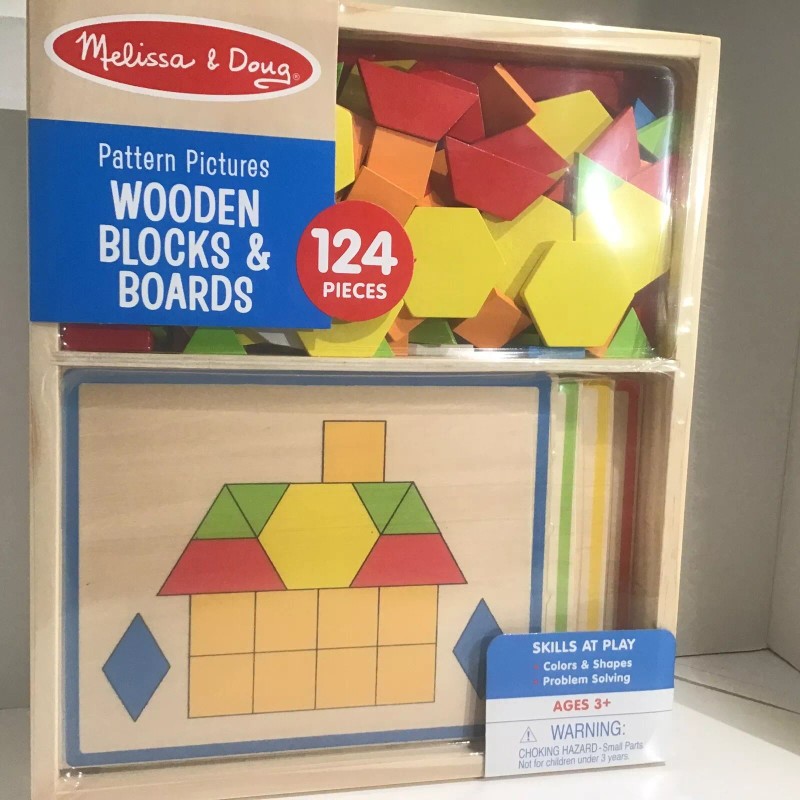 Melissa & Doug®
Pattern Pictures
WOODEN
BLOCKS &
BOARDS
124
PIECES
SKILLS AT PLAY
Colors & Shapes
Problem Solving
AGES 3+
WARNING:
CHOKING HAZARD-Small Parts
Not for children under 3 years.